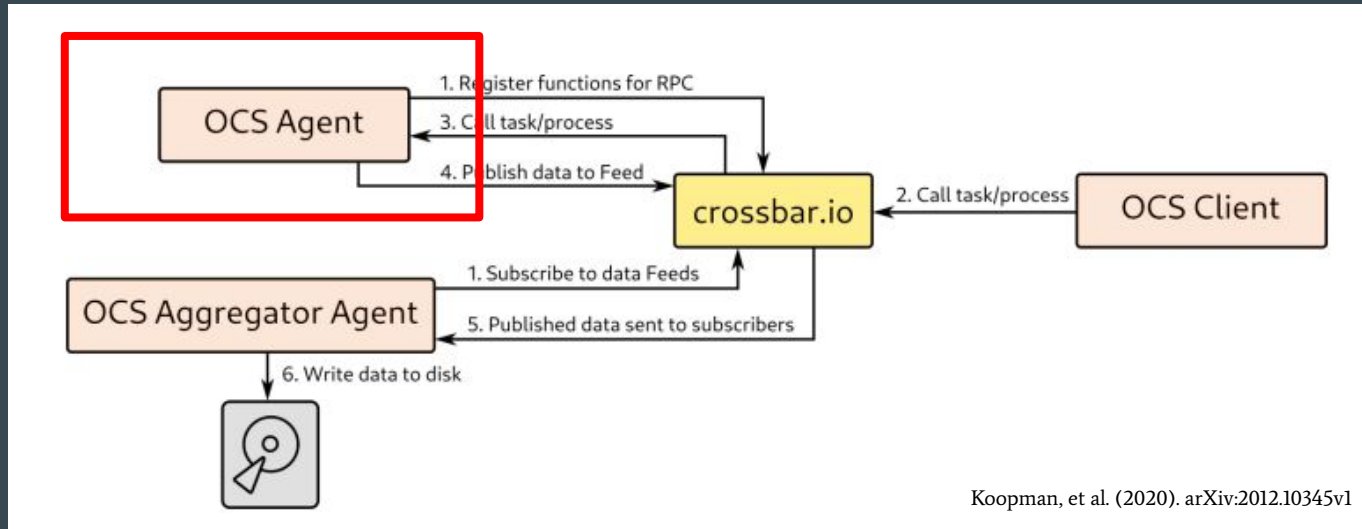 1. Register functions for RPC
OCS Agent
3. Call task/process
4. Publish data to Feed
crossbar.io
2. Call task/process
OCS Client
1. Subscribe to data Feeds
OCS Aggregator Agent
5. Published data sent to subscribers
6. Write data to disk
Koopman, et al. (2020). arXiv:2012.10345v1